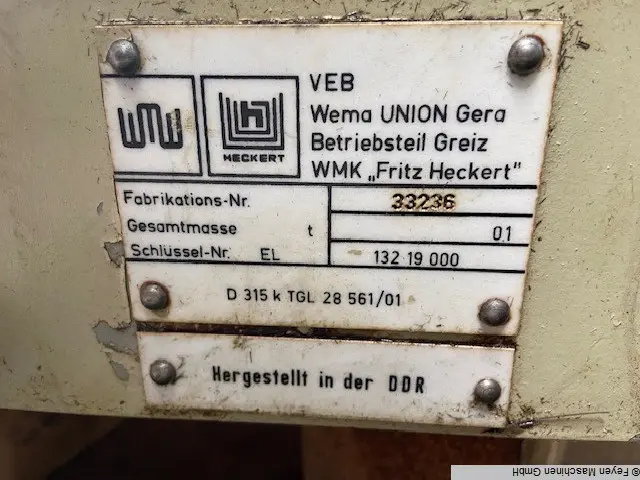 WMW
HECKERT
VEB
Wema UNION Gera
Betriebsteil Greiz
WMK „Fritz Heckert"
Fabrikations-Nr. 33236
Gesamtmasse t 0.1
Schlüssel-Nr. EL 132 19 000
D 315 k TGL 28 561/01
Hergestellt in der DDR
© Feyen Maschinen GmbH